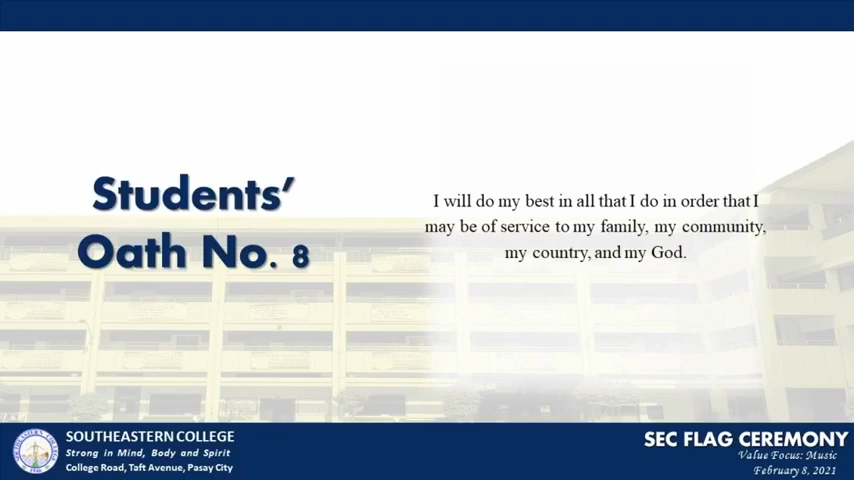 Students’
Oath No. 8
I will do my best in all that I do in order that I
may be of service to my family, my community,
my country, and my God.
SOUTHEASTERN COLLEGE
Strong in Mind, Body and Spirit
College Road, Taft Avenue, Pasay City
SEC FLAG CEREMONY
Value Focus: Music
February 8, 2021